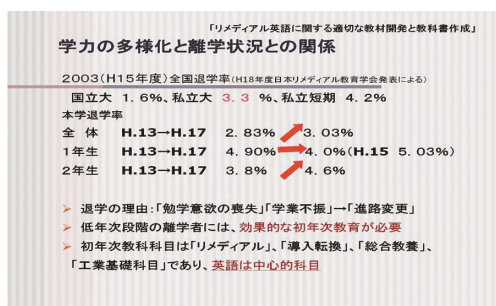 「リメディアル英語に関する適切な教材開発と教科書作成」
学力の多様化と離学状況との関係
2003(H15年度)全国退学率(H18年度日本リメディアル教育学会発表による)
国立大 1.6%、私立大 3.3 %、私立短期 4.2%
本学退学率
全 体 H.13→H.17 2.83% 3.03%
1年生 H.13→H.17 4.90% 4.0%(H.15 5.03%)
2年生 H.13→H.17 3.8% 4.6%
➢ 退学の理由:「勉学意欲の喪失」「学業不振」→「進路変更」
➢ 低年次段階の離学者には、効果的な初年次教育が必要
➢ 初年次教科科目は「リメディアル」、「導入転換」、「総合教養」、
「工業基礎科目」であり、英語は中心的科目